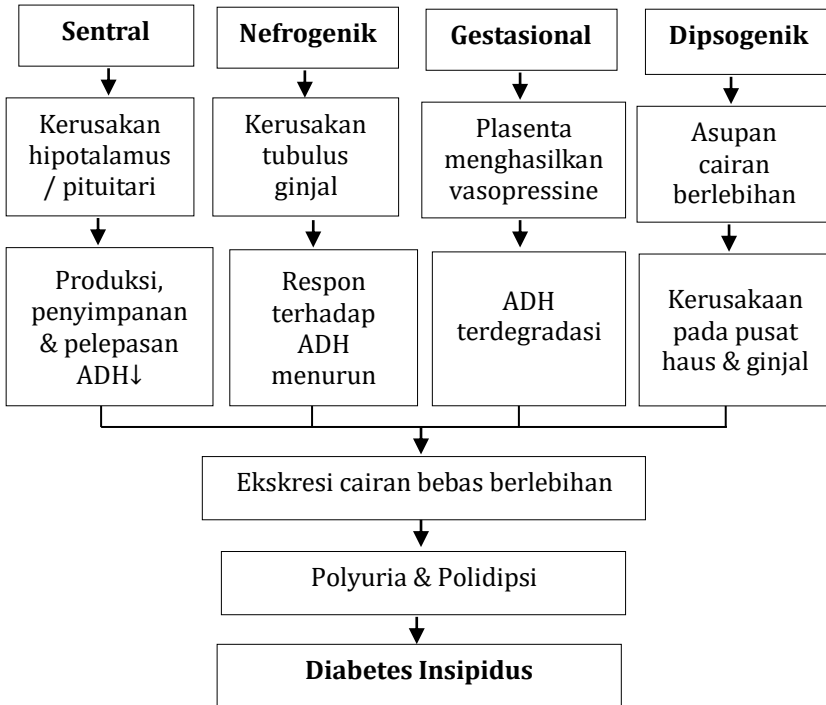 Sentral
Nefrogenik
Gestasional
Dipsogenik
Kerusakan
hipotalamus
/ pituitari
Kerusakan
tubulus
ginjal
Plasenta
menghasilkan
vasopressine
Asupan
cairan
berlebihan
Produksi,
penyimpanan
& pelepasan
ADH↓
Respon
terhadap
ADH
menurun
ADH
terdegradasi
Kerusakaan
pada pusat
haus & ginjal
Ekskresi cairan bebas berlebihan
Polyuria & Polidipsi
Diabetes Insipidus